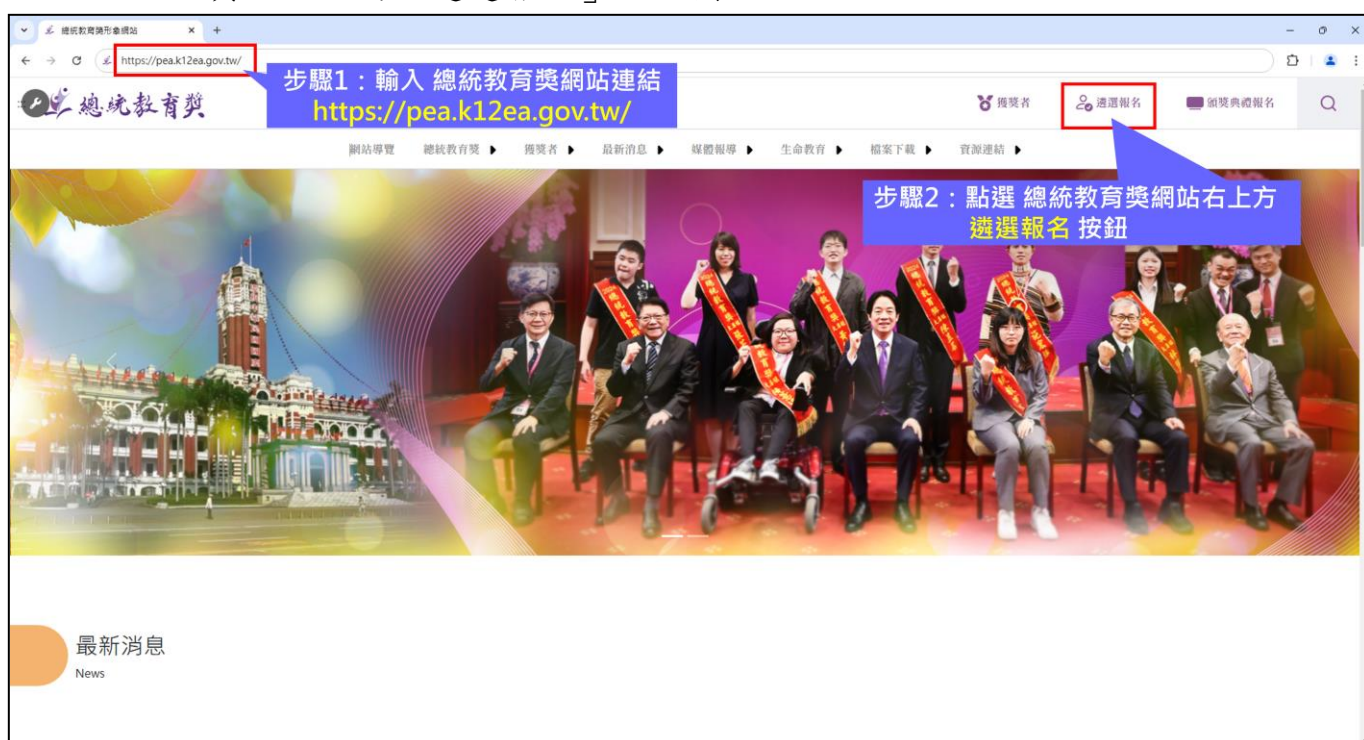 總統教育獎形象網站
https://pea.k12ea.gov.tw/
步驟1：輸入 總統教育獎網站連結
https://pea.k12ea.gov.tw/
總統教育獎
獲獎者
遴選報名
頒獎典禮報名
網站導覽
總統教育獎
獲獎者
最新消息
媒體報導
生命教育
檔案下載
資源連結
步驟2：點選 總統教育獎網站右上方
遴選報名 按鈕
最新消息
News